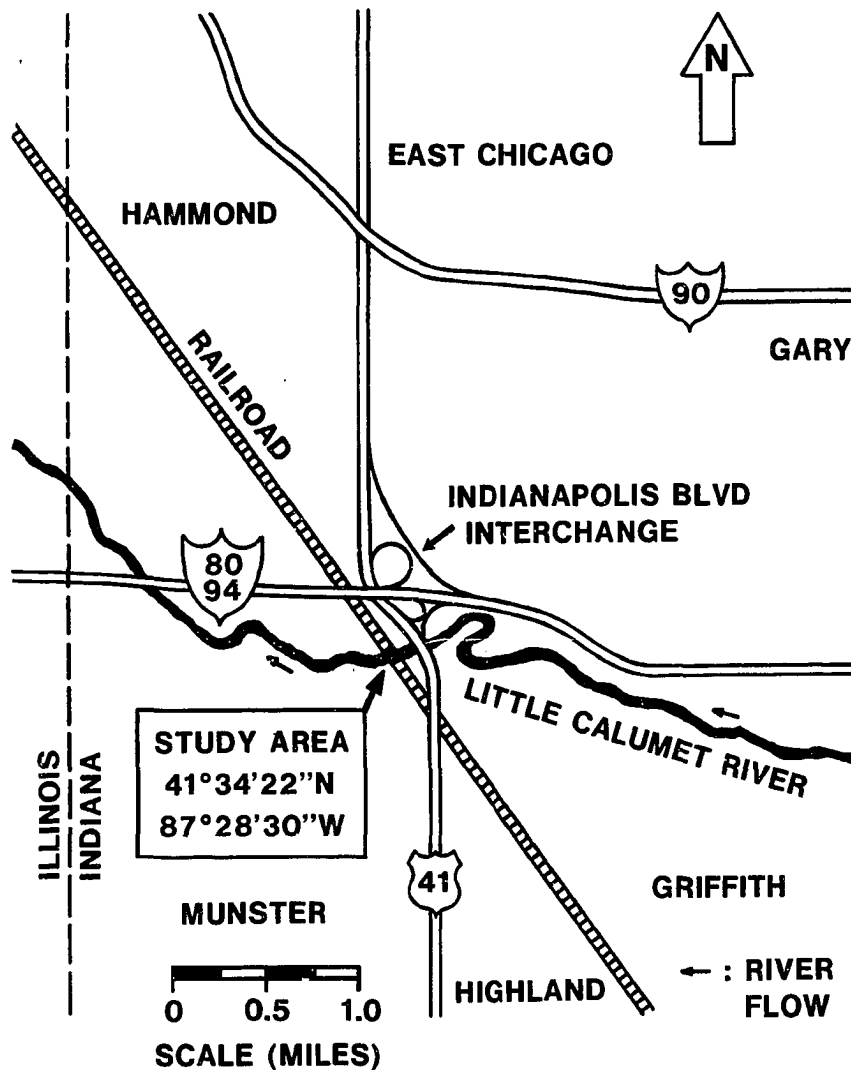 N
EAST CHICAGO
HAMMOND
90
GARY
RAILROAD
INDIANAPOLIS BLVD
INTERCHANGE
80
94
LITTLE CALUMET RIVER
STUDY AREA
41°34'22"N
87°28'30"W
ILLINOIS
INDIANA
41
GRIFFITH
MUNSTER
HIGHLAND
← : RIVER
FLOW
0 0.5 1.0
SCALE (MILES)